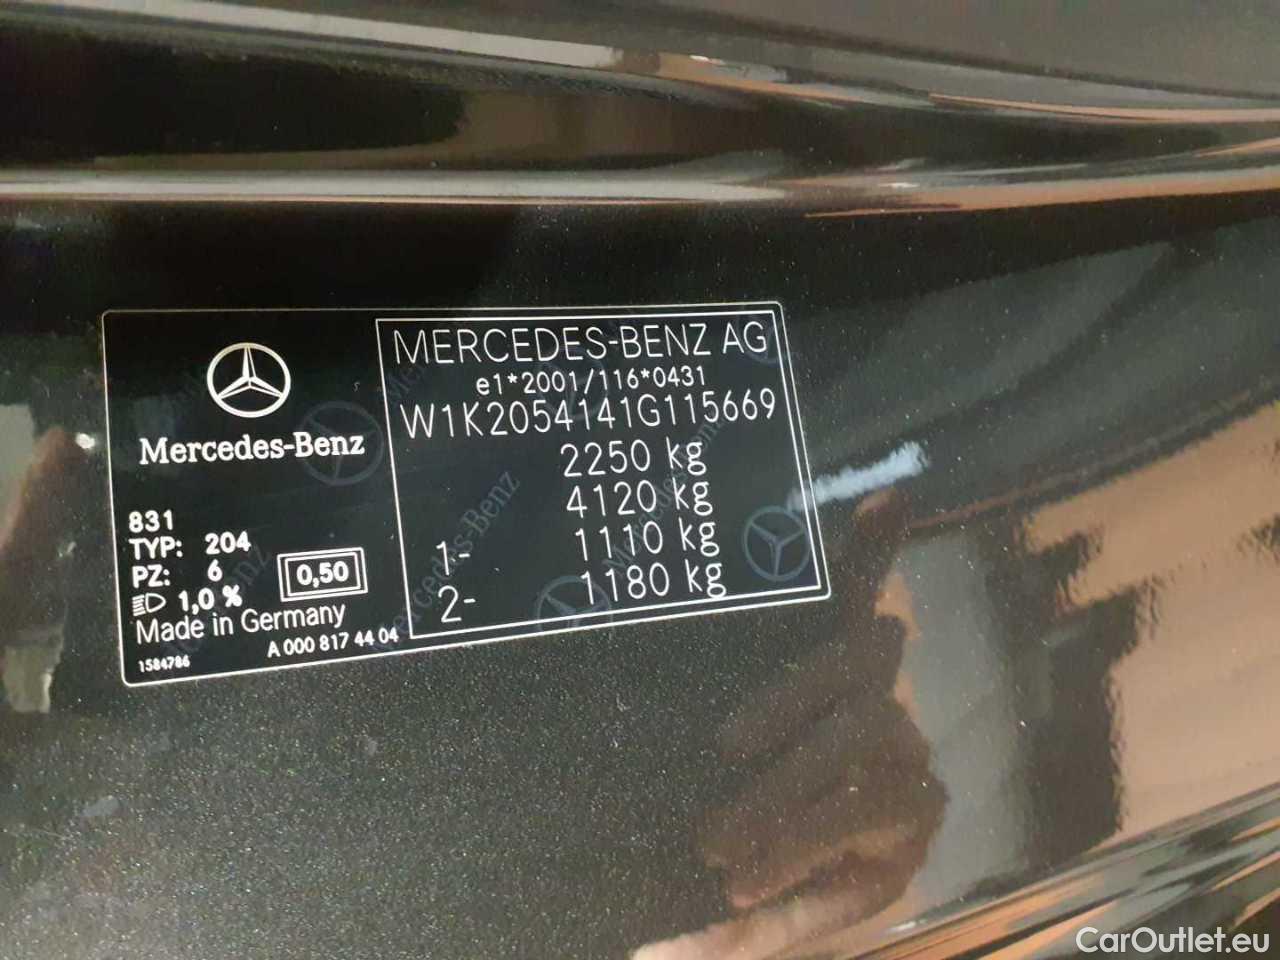 Mercedes-Benz
831
TYP: 204
PZ: 6
1,0 %
0,50
Made in Germany
1584786
A 000 817 44 04
MERCEDES-BENZ AG
e1*2001/116*0431
W1K2054141G115669
2250 kg
4120 kg
1- 1110 kg
2- 1180 kg
CarOutlet.eu